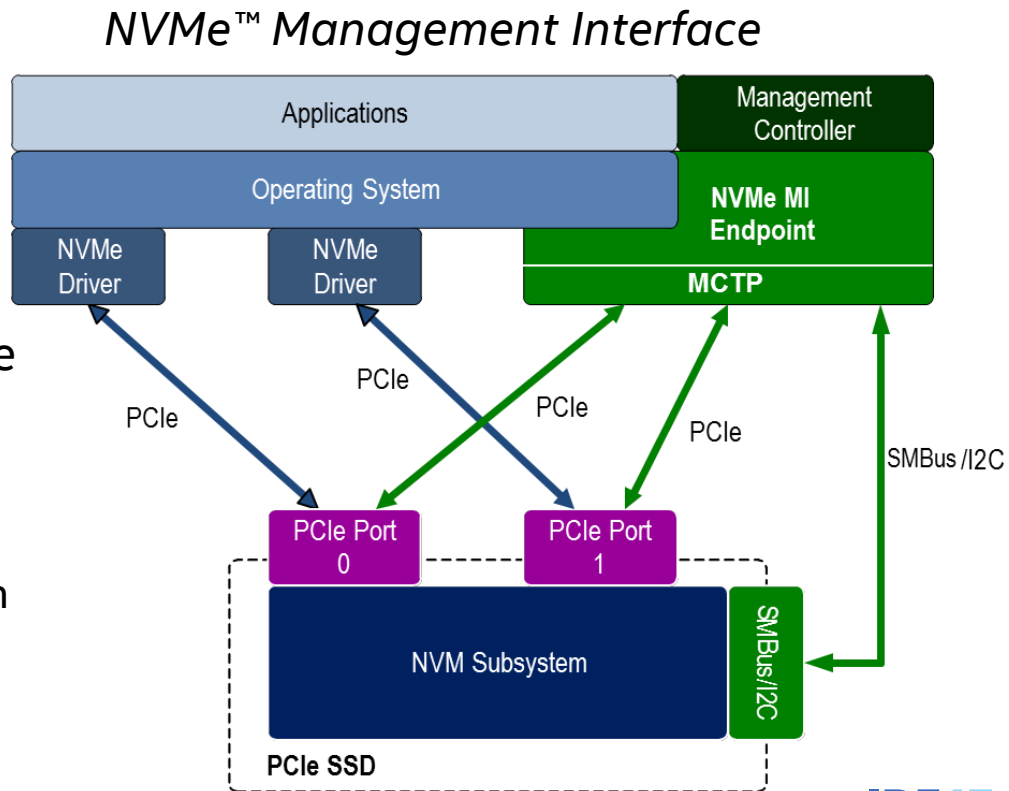 NVMe™ Management Interface
Applications
Management
Controller
Operating System
NVMe MI
Endpoint
NVMe
Driver
NVMe
Driver
MCTP
e
PCIe
PCIe
PCIe
PCIe
SMBus/I2C
PCIe Port
0
PCIe Port
1
n
NVM Subsystem
SMBus/I2C
PCIe SSD